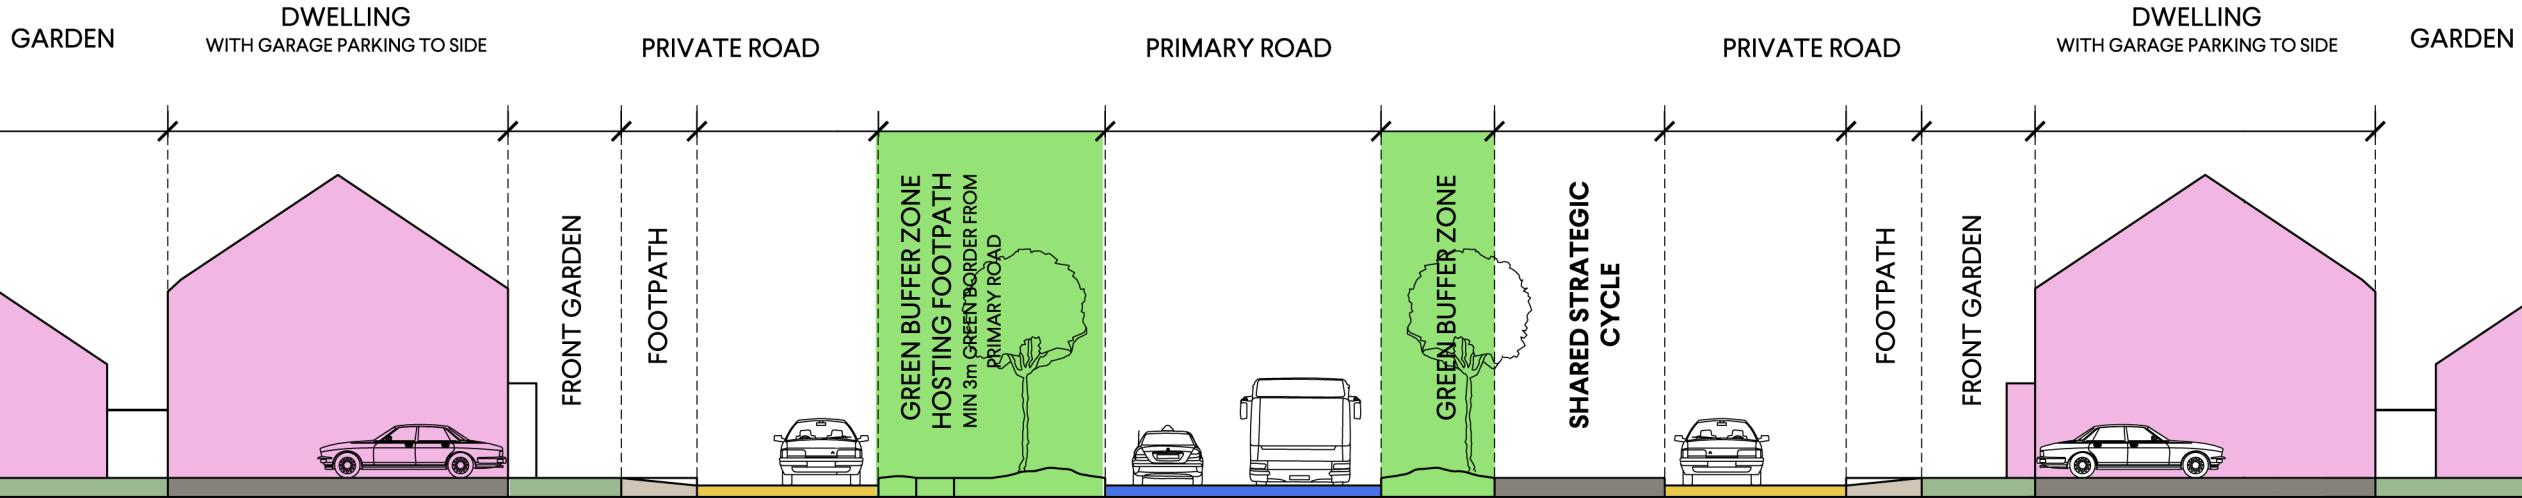 GARDEN
DWELLING
WITH GARAGE PARKING TO SIDE
PRIVATE ROAD
PRIMARY ROAD
PRIVATE ROAD
DWELLING
WITH GARAGE PARKING TO SIDE
GARDEN
FRONT GARDEN
FOOTPATH
GREEN BUFFER ZONE
HOSTING FOOTPATH
MIN 3m GREEN BORDER FROM
PRIMARY ROAD
GREEN BUFFER ZONE
SHARED STRATEGIC
CYCLE
FOOTPATH
FRONT GARDEN